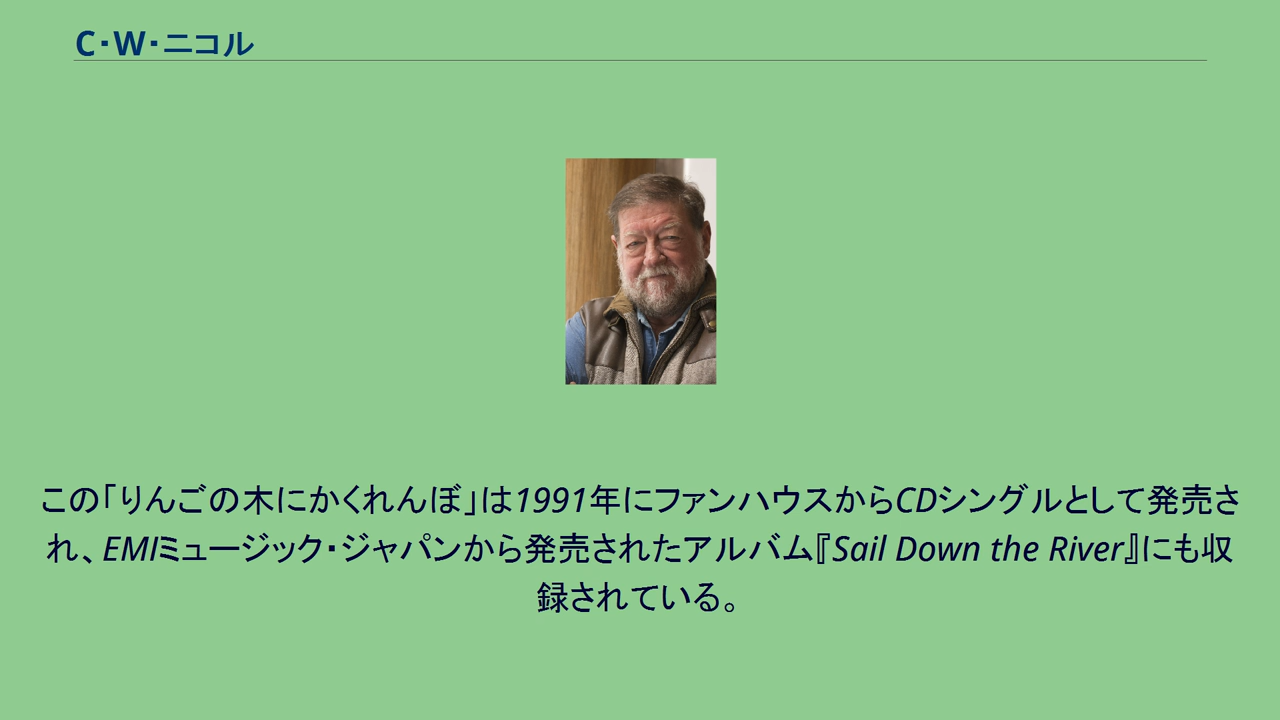 C・W・ニコル
この「りんごの木にかくれんぼ」は1991年にファンハウスからCDシングルとして発売さ
れ、EMIミュージック・ジャパンから発売されたアルバム『Sail Down the River』にも収
録されている。